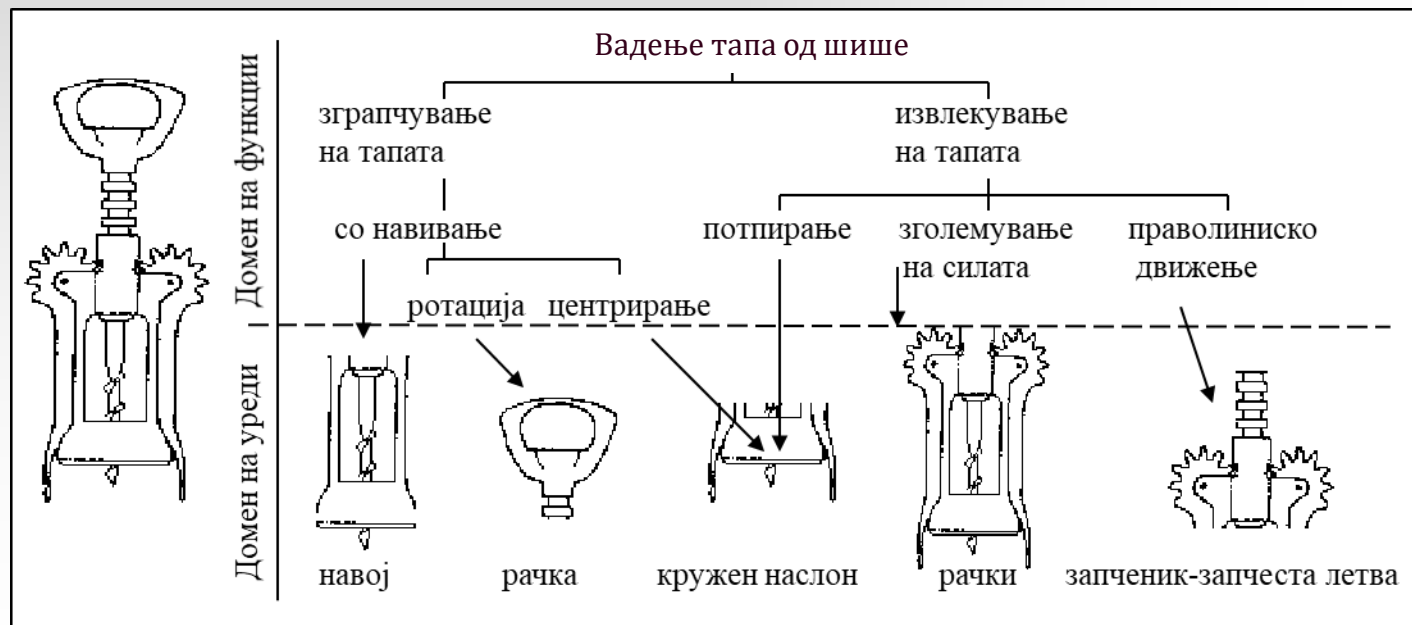 Вадење тапа од шише
зграпчување
на тапата
извлекување
на тапата
со навивање
потпирање
зголемување
на силата
праволиниско
движење
ротација
центрирање
Домен на функции
Домен на уреди
навој
рачка
кружен наслон
рачки
запченик-запчеста летва